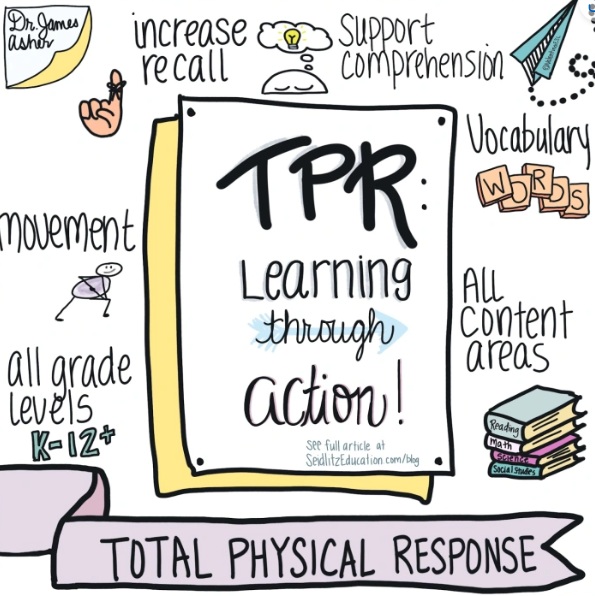 Dr. James
Asher
increase
recall
Support
Comprehension
Vocabulary
WORDS
TPR:
Learning
through
action!
See full article at
SeidlitzEducation.com/blog
movement
all grade
levels
K-12+
All
content
areas
Reading
Math
Science
Social Studies
TOTAL PHYSICAL RESPONSE